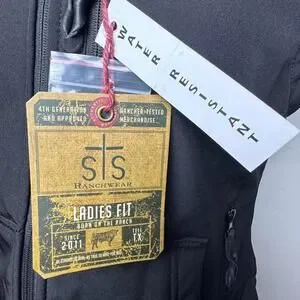 WATER RESISTANT
4TH GENERATION
AND APPROVED
RANCHER-TESTED
MERCHANDISE
STS
RANCHWEAR
LADIES FIT
BORN ON THE RANCH
SINCE
2011
TX